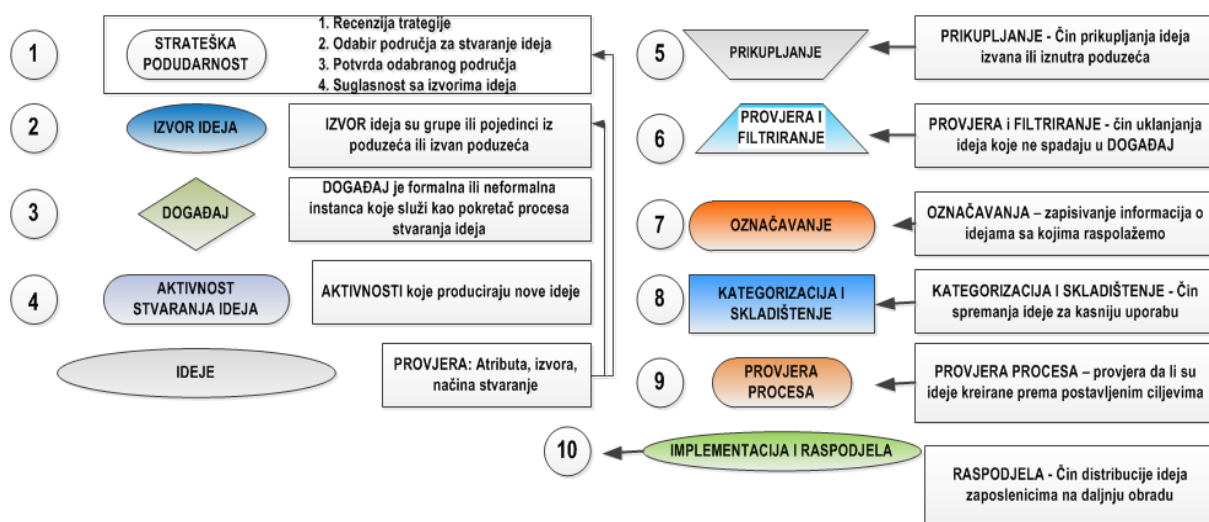 1
STRATEŠKA
PODUDARNOST
1. Recenzija trategije
2. Odabir područja za stvaranje ideja
3. Potvrda odabranog područja
4. Suglasnost sa izvorima ideja
2
IZVOR IDEJA
IZVOR ideja su grupe ili pojedinci iz
poduzeća ili izvan poduzeća
3
DOGAĐAJ
DOGAĐAJ je formalna ili neformalna
instanca koje služi kao pokretač procesa
stvaranja ideja
4
AKTIVNOST
STVARANJA IDEJA
AKTIVNOSTI koje produciraju nove ideje
IDEJE
PROVJERA: Atributa, izvora,
načina stvaranje
5
PRIKUPLJANJE
PRIKUPLJANJE - Čin prikupljanja ideja
izvana ili iznutra poduzeća
6
PROVJERA I
FILTRIRANJE
PROVJERA i FILTRIRANJE - čin uklanjanja
ideja koje ne spadaju u DOGAĐAJ
7
OZNAČAVANJE
OZNAČAVANJA – zapisivanje informacija o
idejama sa kojima raspolažemo
8
KATEGORIZACIJA I
SKLADIŠTENJE
KATEGORIZACIJA I SKLADIŠTENJE - Čin
spremanja ideje za kasniju uporabu
9
PROVJERA
PROCESA
PROVJERA PROCESA – provjera da li su
ideje kreirane prema postavljenim ciljevima
10
IMPLEMENTACIJA I RASPODJELA
RASPODJELA - Čin distribucije ideja
zaposlenicima na daljnju obradu